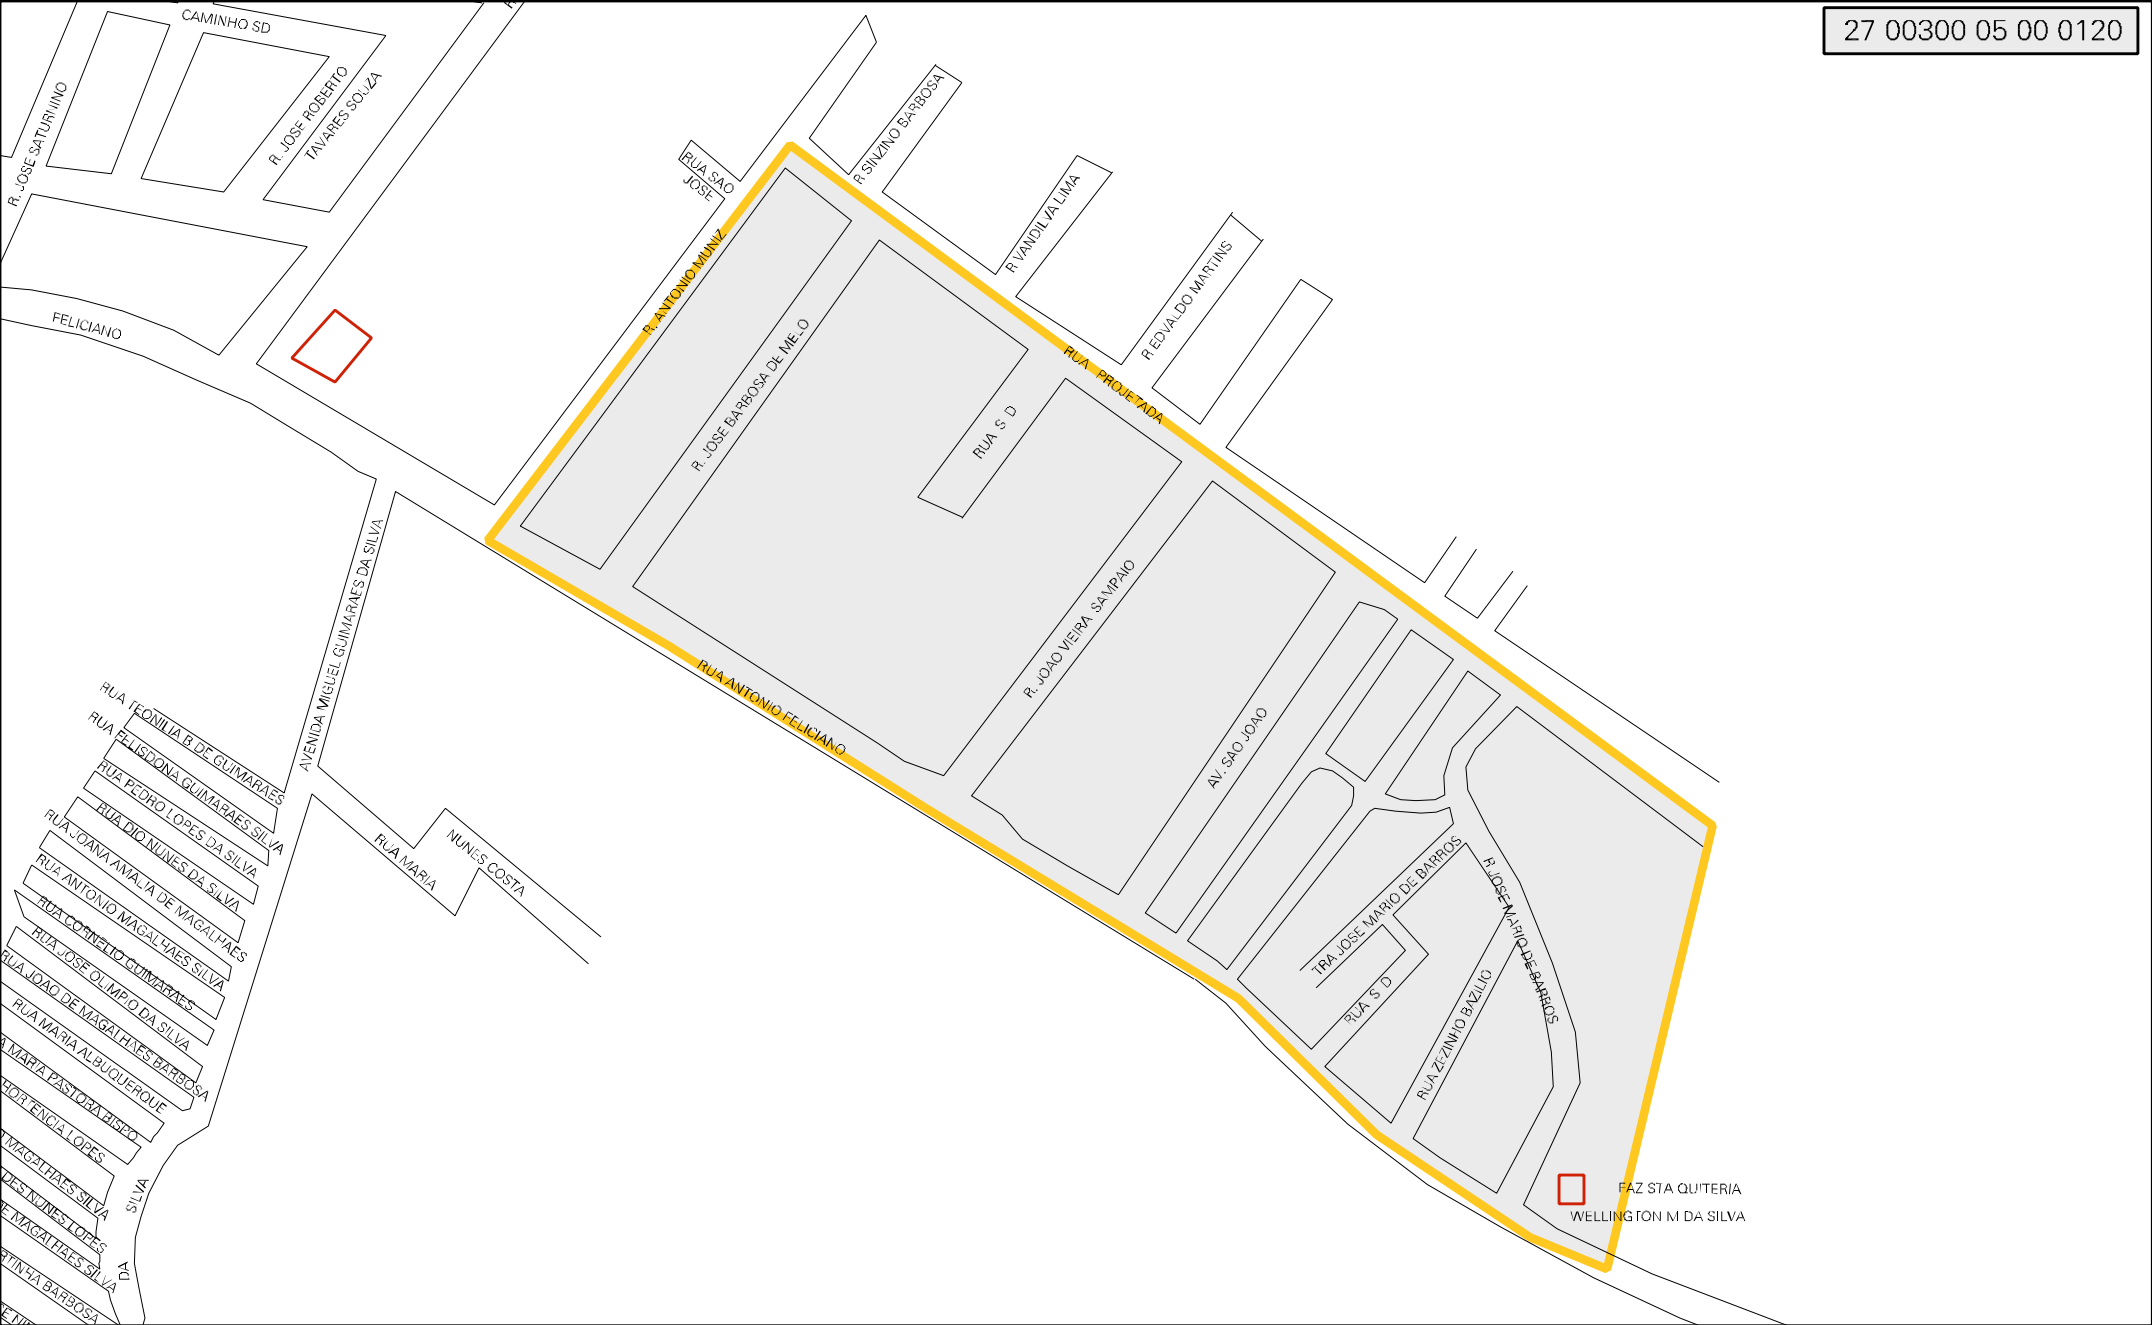 27 00300 05 00 0120
CAMINHO SD
R. JOSE SATURNINO
R. JOSE ROBERTO
TAVARES SOUZA
FELICIANO
RUA SAO
JOSE
R SINZINO BARBOSA
R VANDILVA LIMA
R EDVALDO MARTINS
R. ANTONIO MUNIZ
R. JOSE BARBOSA DE MELO
RUA S D
RUA PROJETADA
R. JOAO VIEIRA SAMPAIO
RUA ANTONIO FELICIANO
AV. SAO JOAO
TRA JOSE MARIO DE BARROS
R. JOSE MARIO DE BARROS
RUA S D
RUA ZEZINHO BAZILIO
FAZ STA QUITERIA
WELLINGTON M DA SILVA
AVENIDA MIGUEL GUIMARAES DA SILVA
RUA MARIA
NUNES COSTA
RUA TEONILIA B DE GUIMARAES
RUA FELISDONA GUIMARAES SILVA
RUA PEDRO LOPES DA SILVA
RUA DIO NUNES DA SILVA
RUA JOANA AMALIA DE MAGALHAES
RUA ANTONIO MAGALHAES SILVA
RUA CORNELIO GUIMARAES
RUA JOSE OLIMPIO DA SILVA
RUA JOAO DE MAGALHAES BARBOSA
RUA MARIA ALBUQUERQUE
A MARIA PASTORA BISPO
HORTENCIA LOPES
MAGALHAES SILVA
DES NUNES LOPES
E MAGALHAES SILVA
RTINHA BARBOSA
SILVA
DA